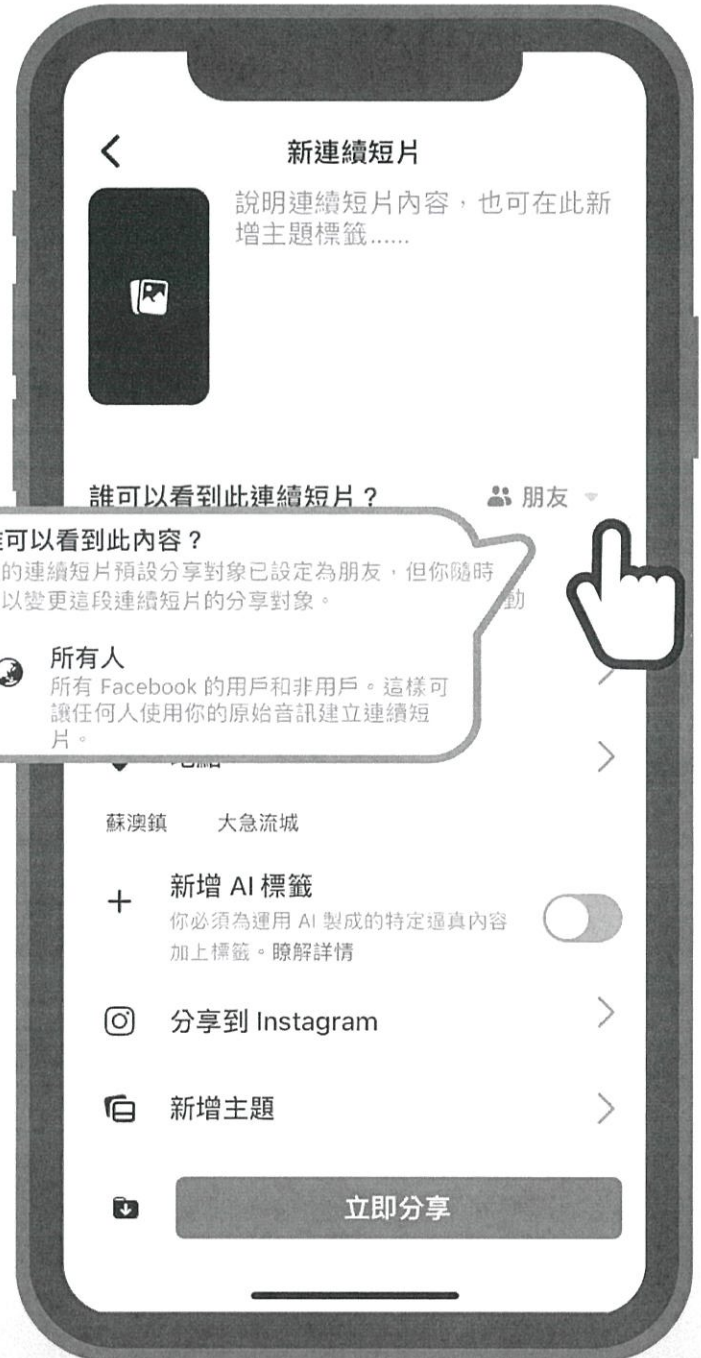 新連續短片
說明連續短片內容，也可在此新
增主題標籤......
誰可以看到此連續短片？
朋友
可以看到此內容？
的連續短片預設分享對象已設定為朋友，但你隨時
以變更這段連續短片的分享對象。
動
所有人
所有 Facebook 的用戶和非用戶。這樣可
讓任何人使用你的原始音訊建立連續短
片。
蘇澳鎮 大急流城
新增 AI 標籤
你必須為運用 AI 製成的特定逼真內容
加上標籤。瞭解詳情
分享到 Instagram
新增主題
立即分享